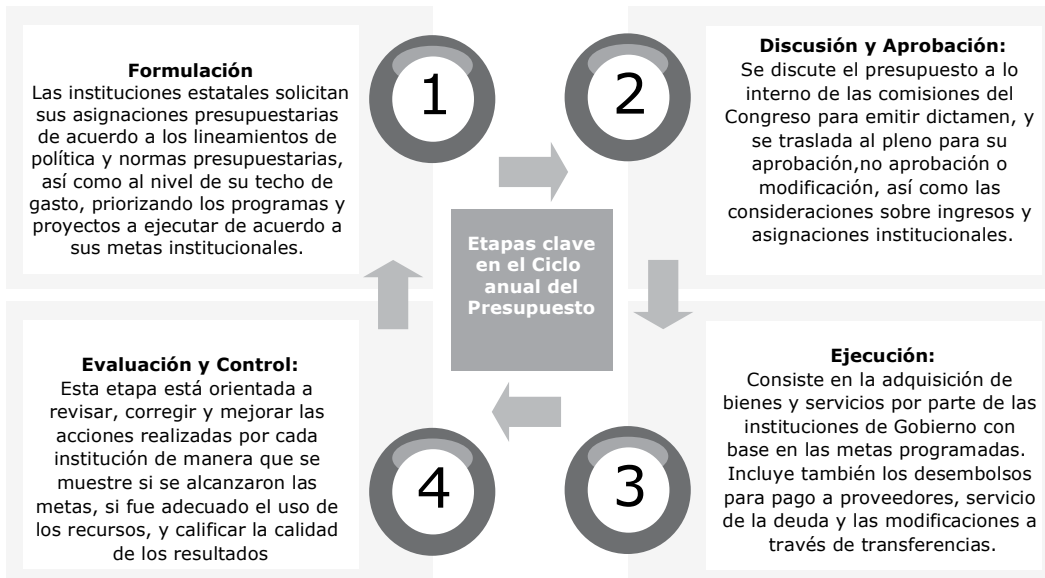 Formulación
Las instituciones estatales solicitan
sus asignaciones presupuestarias
de acuerdo a los lineamientos de
política y normas presupuestarias,
así como al nivel de su techo de
gasto, priorizando los programas y
proyectos a ejecutar de acuerdo a
sus metas institucionales.
1
2
Discusión y Aprobación:
Se discute el presupuesto a lo
interno de las comisiones del
Congreso para emitir dictamen, y
se traslada al pleno para su
aprobación,no aprobación o
modificación, así como las
consideraciones sobre ingresos y
asignaciones institucionales.
Etapas clave
en el Ciclo
anual del
Presupuesto
Evaluación y Control:
Esta etapa está orientada a
revisar, corregir y mejorar las
acciones realizadas por cada
institución de manera que se
muestre si se alcanzaron las
metas, si fue adecuado el uso de
los recursos, y calificar la calidad
de los resultados
4
3
Ejecución:
Consiste en la adquisición de
bienes y servicios por parte de las
instituciones de Gobierno con
base en las metas programadas.
Incluye también los desembolsos
para pago a proveedores, servicio
de la deuda y las modificaciones a
través de transferencias.